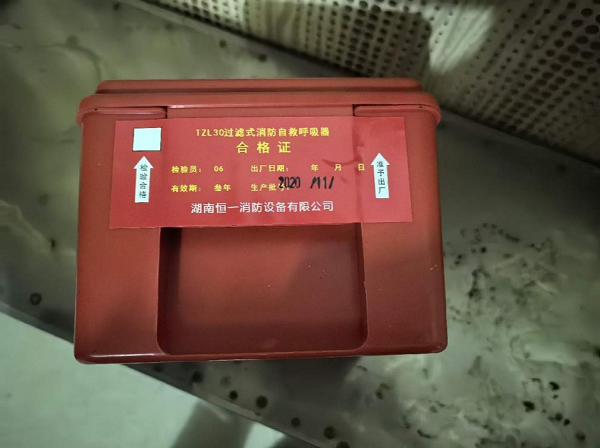 TZL30过滤式消防自救呼吸器
合格证
检验员: 06 出厂日期: 年 月 日
有效期: 叁年 生产批号: 2020/11/
湖南恒一消防设备有限公司
检验合格
准予出厂